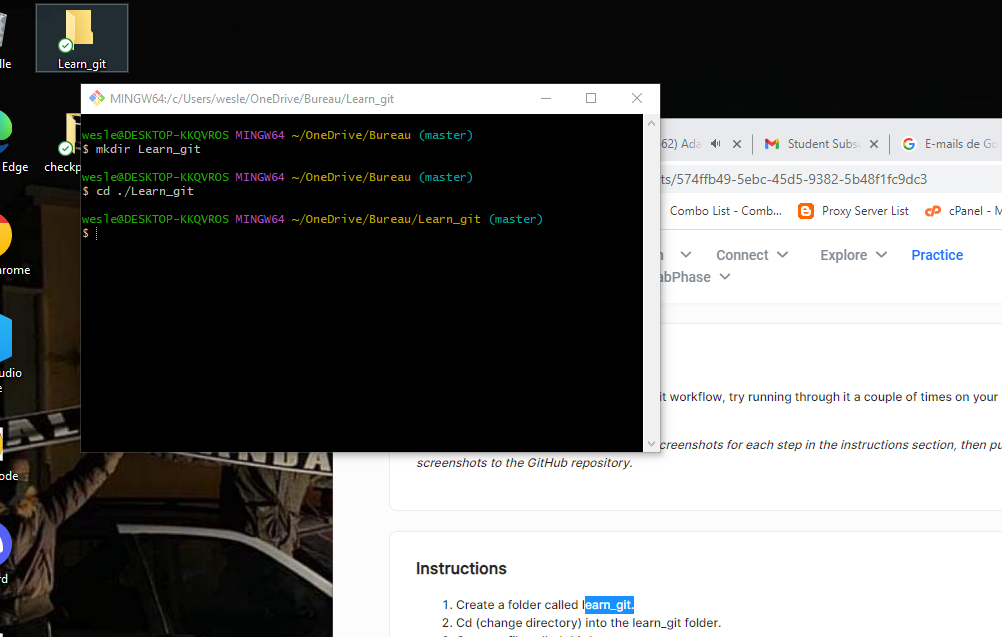 lle
Learn_git
MINGW64:/c/Users/wesle/OneDrive/Bureau/Learn_git
wesle@DESKTOP-KKQVROS MINGW64 ~/OneDrive/Bureau (master)
$ mkdir Learn_git
wesle@DESKTOP-KKQVROS MINGW64 ~/OneDrive/Bureau (master)
$ cd ./Learn_git
wesle@DESKTOP-KKQVROS MINGW64 ~/OneDrive/Bureau/Learn_git (master)
$
Edge
checkp
rome
udio
e
ode
rd
62) Ada
Student Subs
E-mails de Go
ts/574ffb49-5ebc-45d5-9382-5b48f1fc9dc3
Combo List - Comb...
Proxy Server List
cPanel - M
n
Connect
Explore
Practice
abPhase
it workflow, try running through it a couple of times on your
creenshots for each step in the instructions section, then pu
screenshots to the GitHub repository.
Instructions
1. Create a folder called learn_git.
2. Cd (change directory) into the learn_git folder.